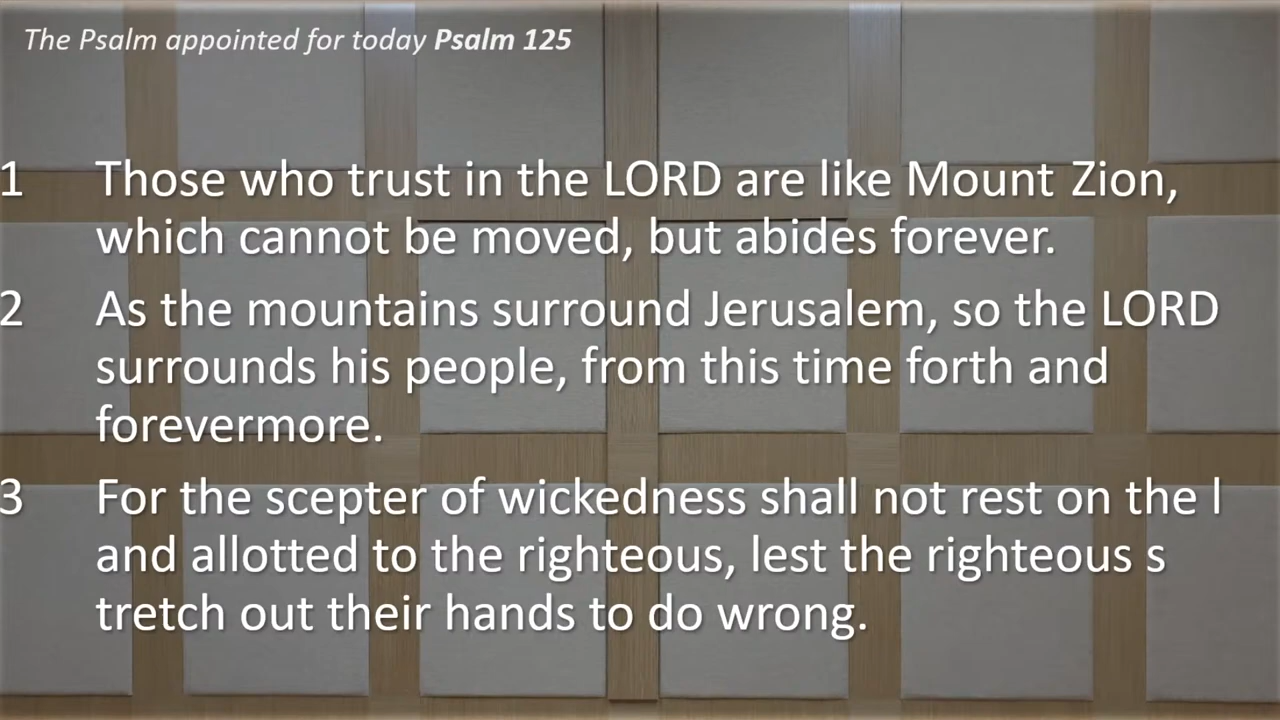 The Psalm appointed for today Psalm 125
1 Those who trust in the LORD are like Mount Zion,
which cannot be moved, but abides forever.
2 As the mountains surround Jerusalem, so the LORD
surrounds his people, from this time forth and
forevermore.
3 For the scepter of wickedness shall not rest on the l
and allotted to the righteous, lest the righteous s
tretch out their hands to do wrong.